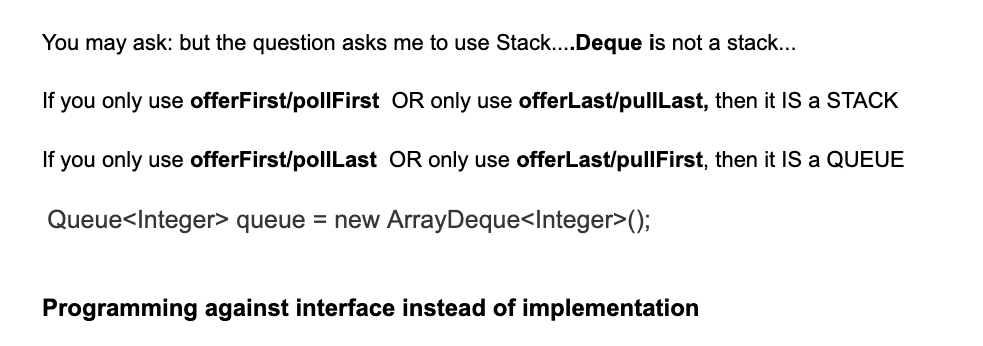 You may ask: but the question asks me to use Stack....Deque is not a stack...
If you only use offerFirst/pollFirst OR only use offerLast/pullLast, then it IS a STACK
If you only use offerFirst/pollLast OR only use offerLast/pullFirst, then it IS a QUEUE
Queue<Integer> queue = new ArrayDeque<Integer>();
Programming against interface instead of implementation